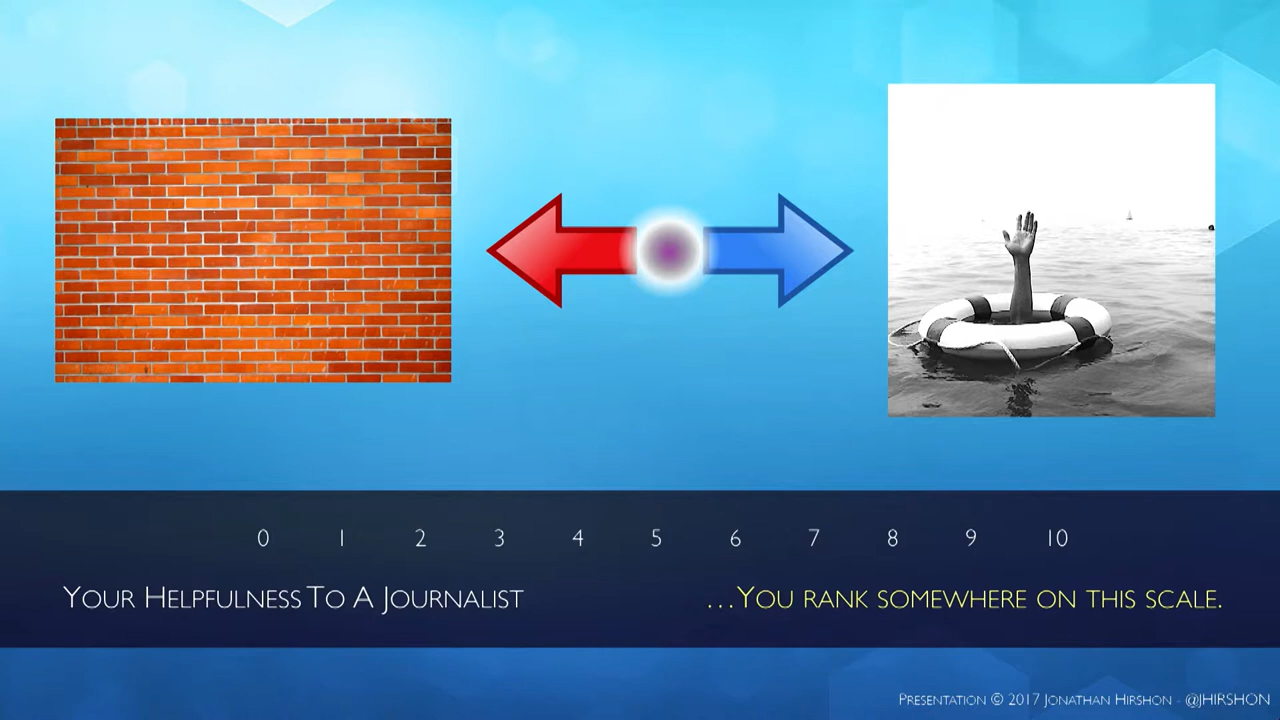 0 1 2 3 4 5 6 7 8 9 10
Your Helpfulness To A Journalist
...You rank somewhere on this scale.
Presentation © 2017 Jonathan Hirshon - @JHIRSHON